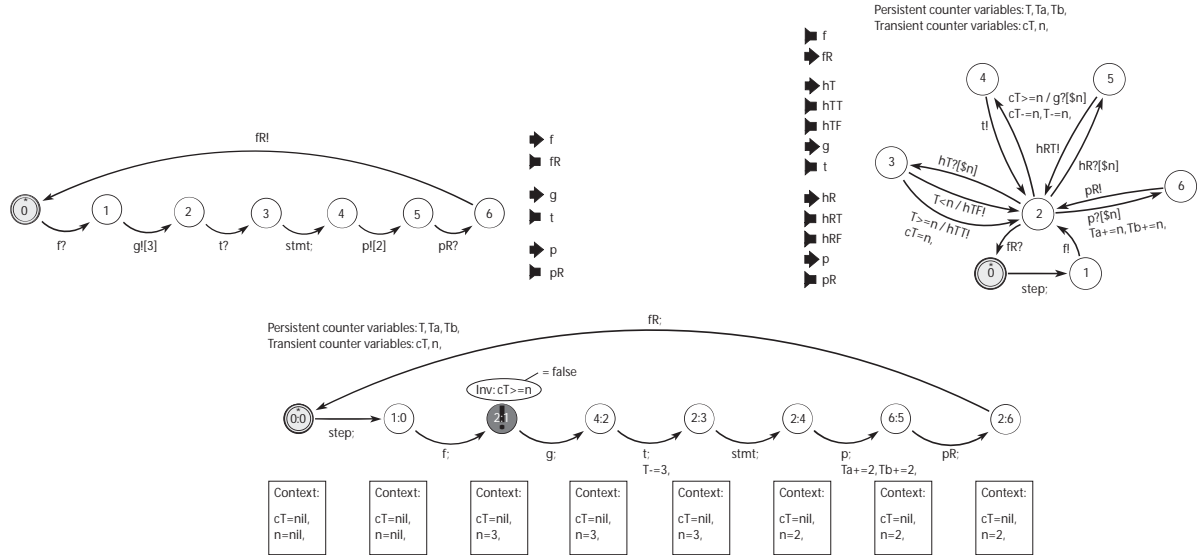 fR!
0
*
1
2
3
4
5
6
f?
g![3]
t?
stmt;
p![2]
pR?
f
fR
g
t
p
pR
f
fR
hT
hTT
hTF
g
t
hR
hRT
hRF
p
pR
Persistent counter variables: T, Ta, Tb,
Transient counter variables: cT, n,
4
5
cT>=n / g?[$n]
cT-=n, T-=n,
t!
hRT!
hR?[$n]
3
hT?[$n]
T<n / hTF!
T>=n / hTT!
cT=n,
2
pR!
6
p?[$n]
Ta+=n, Tb+=n,
fR?
f!
*
0
1
step;
Persistent counter variables: T, Ta, Tb,
Transient counter variables: cT, n,
fR;
= false
Inv: cT>=n
*
0:0
1:0
2:1
4:2
2:3
2:4
6:5
2:6
step;
f;
g;
t;
T-=3,
stmt;
p;
Ta+=2, Tb+=2,
pR;
Context:
cT=nil,
n=nil,
Context:
cT=nil,
n=nil,
Context:
cT=nil,
n=3,
Context:
cT=nil,
n=3,
Context:
cT=nil,
n=3,
Context:
cT=nil,
n=2,
Context:
cT=nil,
n=2,
Context:
cT=nil,
n=2,